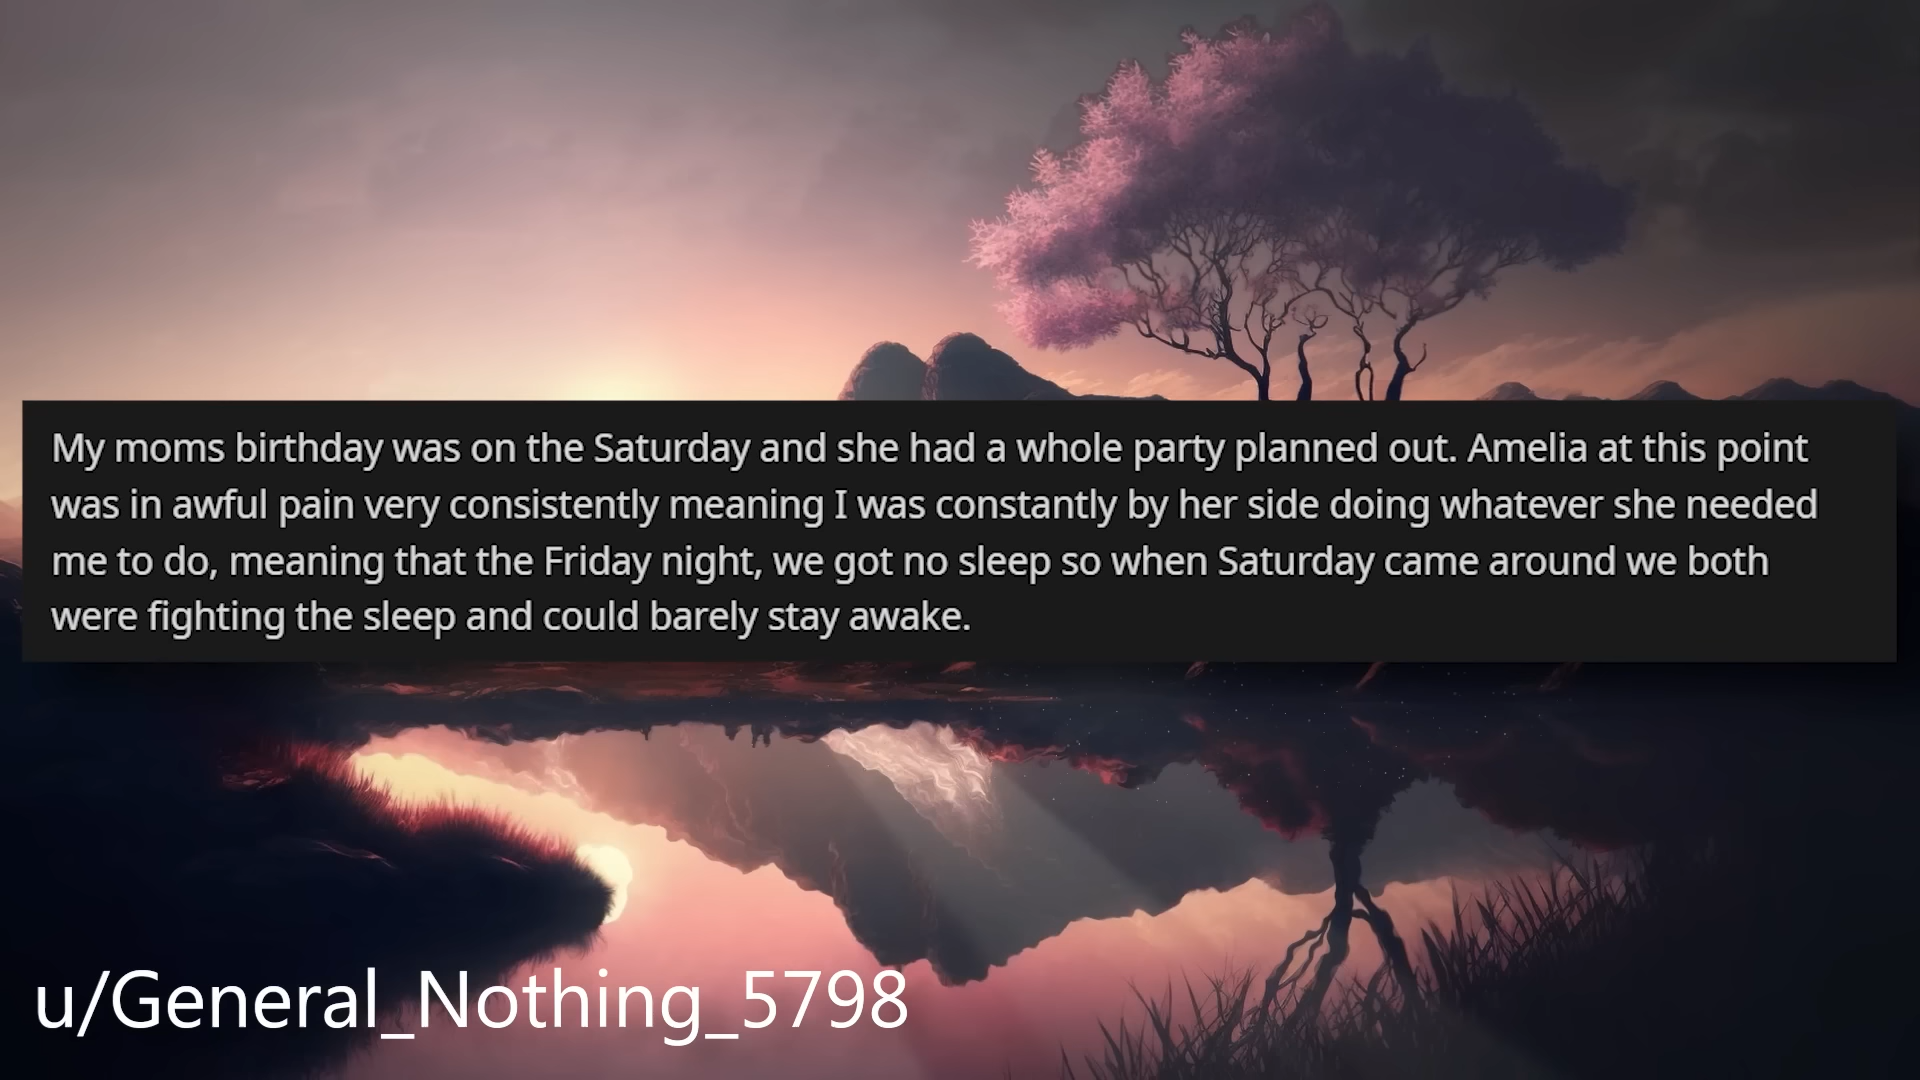 My moms birthday was on the Saturday and she had a whole party planned out. Amelia at this point
was in awful pain very consistently meaning I was constantly by her side doing whatever she needed
me to do, meaning that the Friday night, we got no sleep so when Saturday came around we both
were fighting the sleep and could barely stay awake.
u/General_Nothing_5798